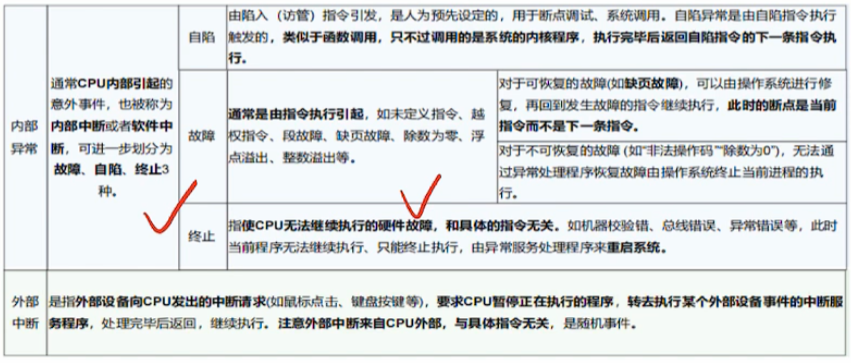 内部
异常
通常CPU内部引起的
意外事件，也被称为
内部中断或者软件中
断，可进一步划分为
故障、自陷、终止3
种。
自陷
由陷入（访管）指令引发，是人为预先设定的，用于断点调试、系统调用。自陷异常是由自陷指令执行
触发的，类似于函数调用，只不过调用的是系统的内核程序，执行完毕后返回自陷指令的下一条指令执
行。
故障
通常是由指令执行引起，如未定义指令、越
权指令、段故障、缺页故障、除数为零、浮
点溢出、整数溢出等。
对于可恢复的故障(如缺页故障)，可以由操作系统进行修
复，再回到发生故障的指令继续执行，此时的断点是当前
指令而不是下一条指令。
对于不可恢复的故障 (如“非法操作码”“除数为0”)，无法通
过异常处理程序恢复故障由操作系统终止当前进程的执
行。
终止
指使CPU无法继续执行的硬件故障，和具体的指令无关。如机器校验错、总线错误、异常错误等，此时
当前程序无法继续执行、只能终止执行，由异常服务处理程序来重启系统。
外部
中断
是指外部设备向CPU发出的中断请求(如鼠标点击、键盘按键等)，要求CPU暂停正在执行的程序，转去执行某个外部设备事件的中断服
务程序，处理完毕后返回，继续执行。注意外部中断来自CPU外部，与具体指令无关，是随机事件。